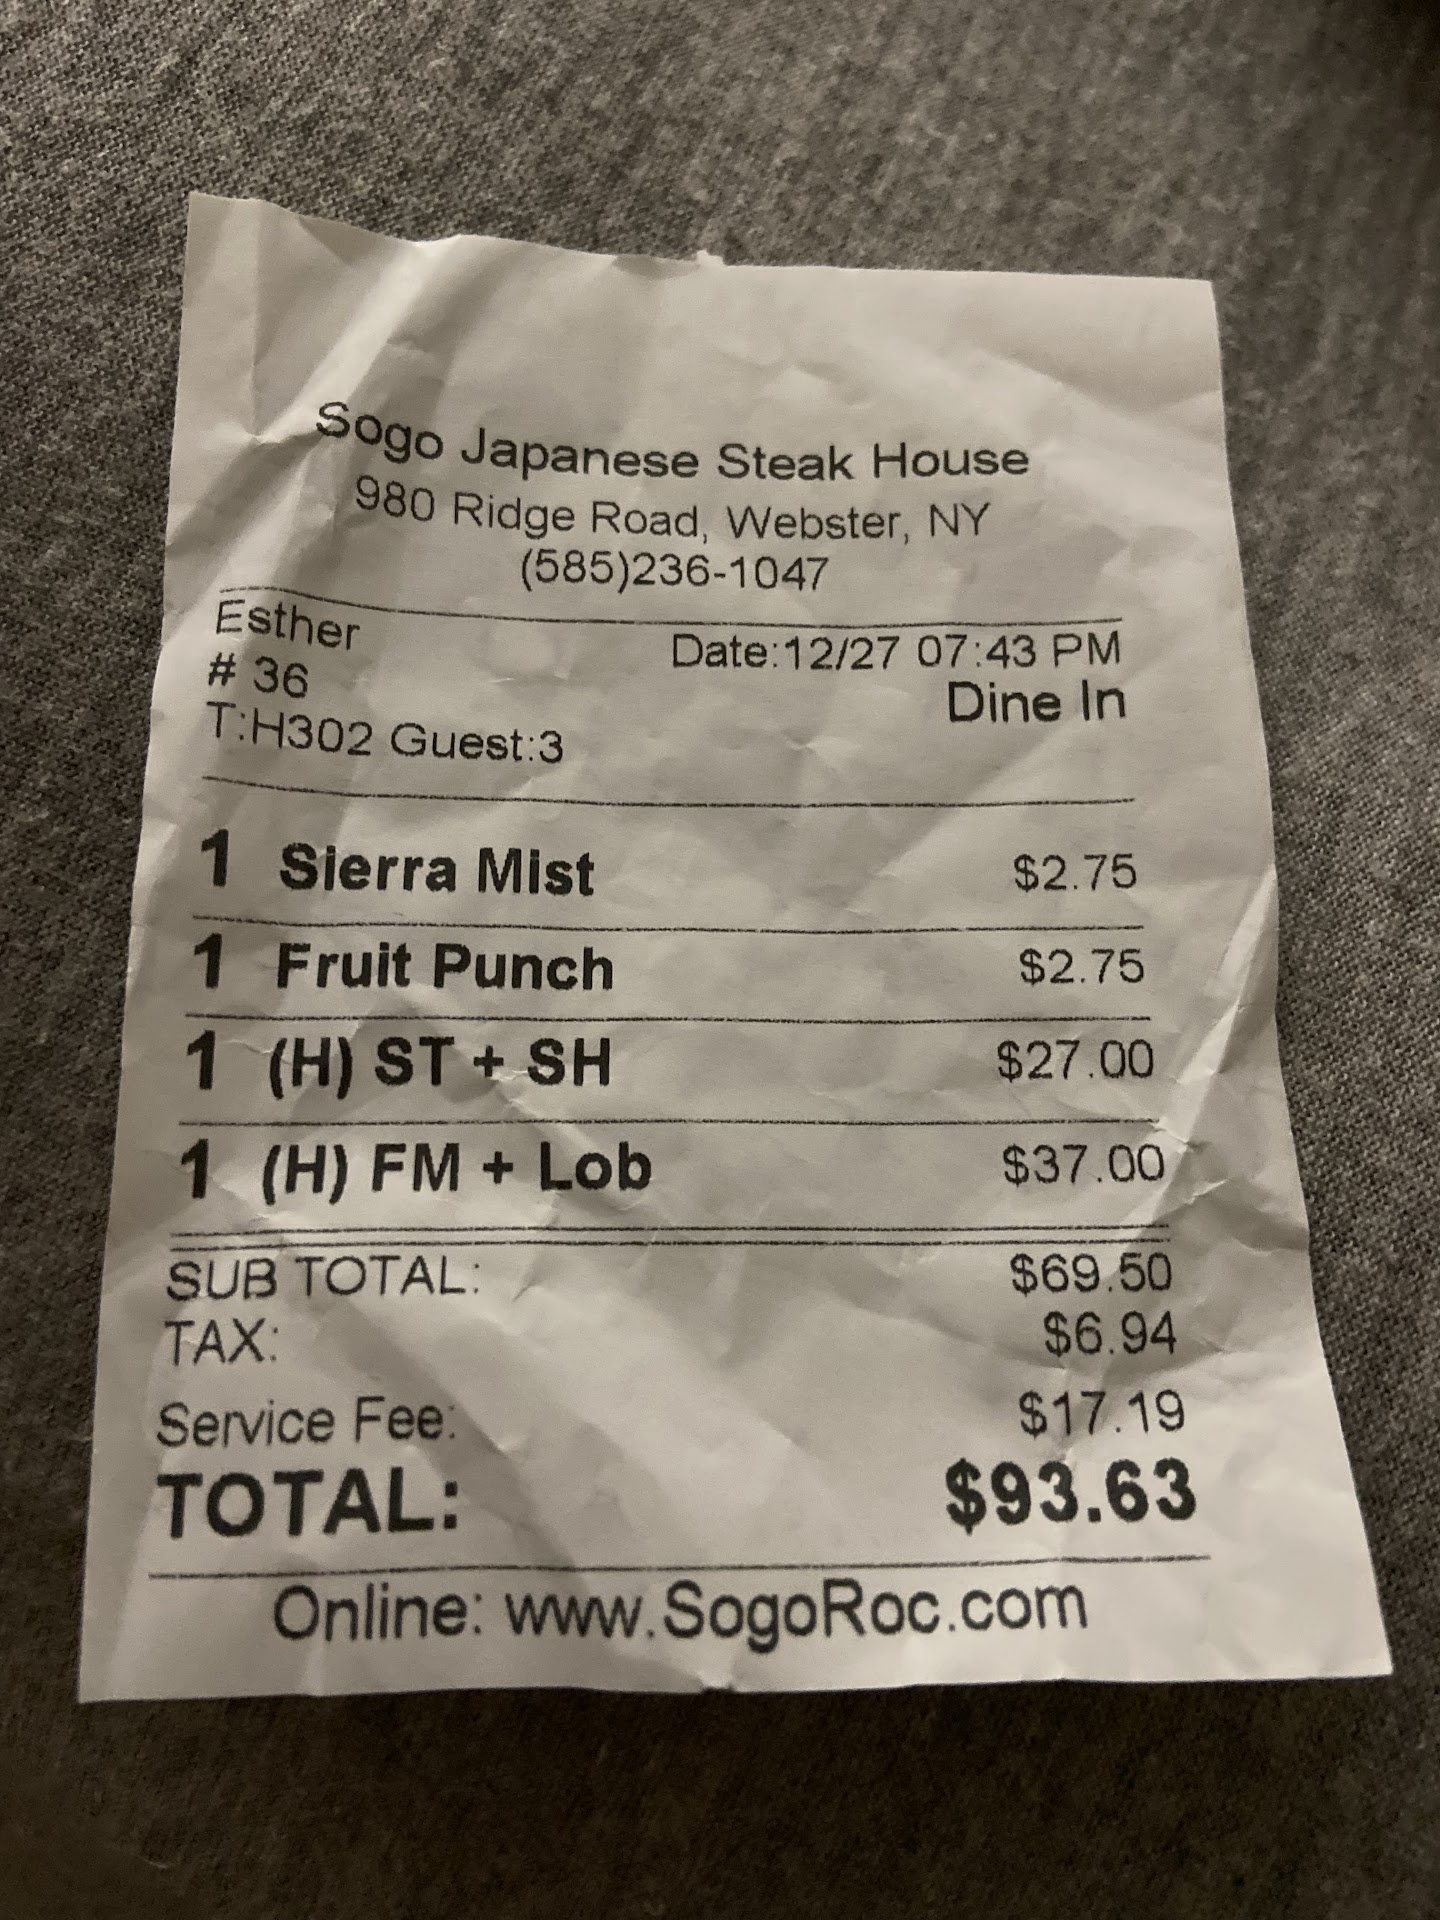 Sogo Japanese Steak House
980 Ridge Road, Webster, NY
(585)236-1047
Esther
Date:12/27 07:43 PM
# 36
Dine In
T:H302 Guest:3
1 Sierra Mist $2.75
1 Fruit Punch $2.75
1 (H) ST + SH $27.00
1 (H) FM + Lob $37.00
SUB TOTAL: $69.50
TAX: $6.94
Service Fee: $17.19
TOTAL: $93.63
Online: www.SogoRoc.com